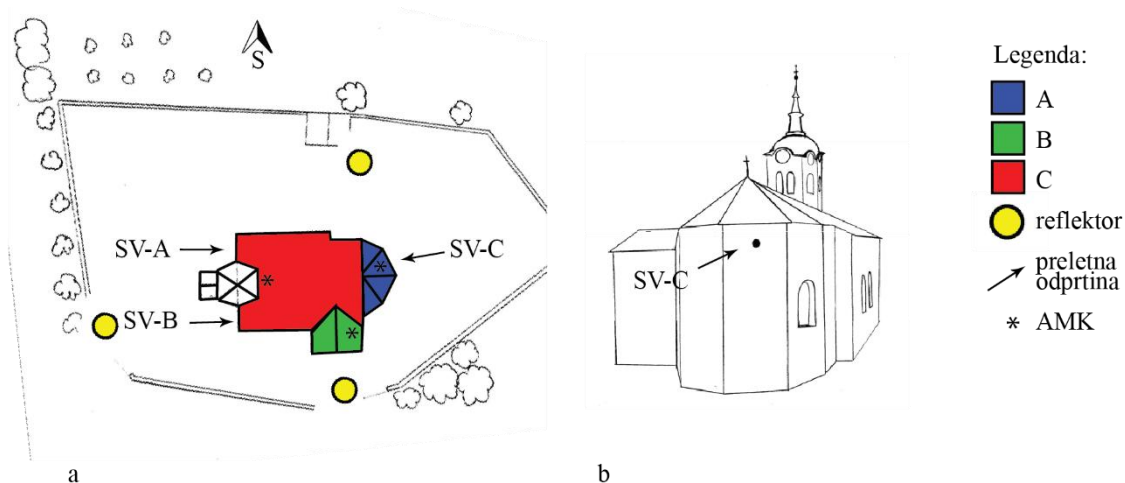 S
SV-A
SV-C
SV-B
a
SV-C
b
Legenda:
A
B
C
reflektor
preletna
odprtina
* AMK